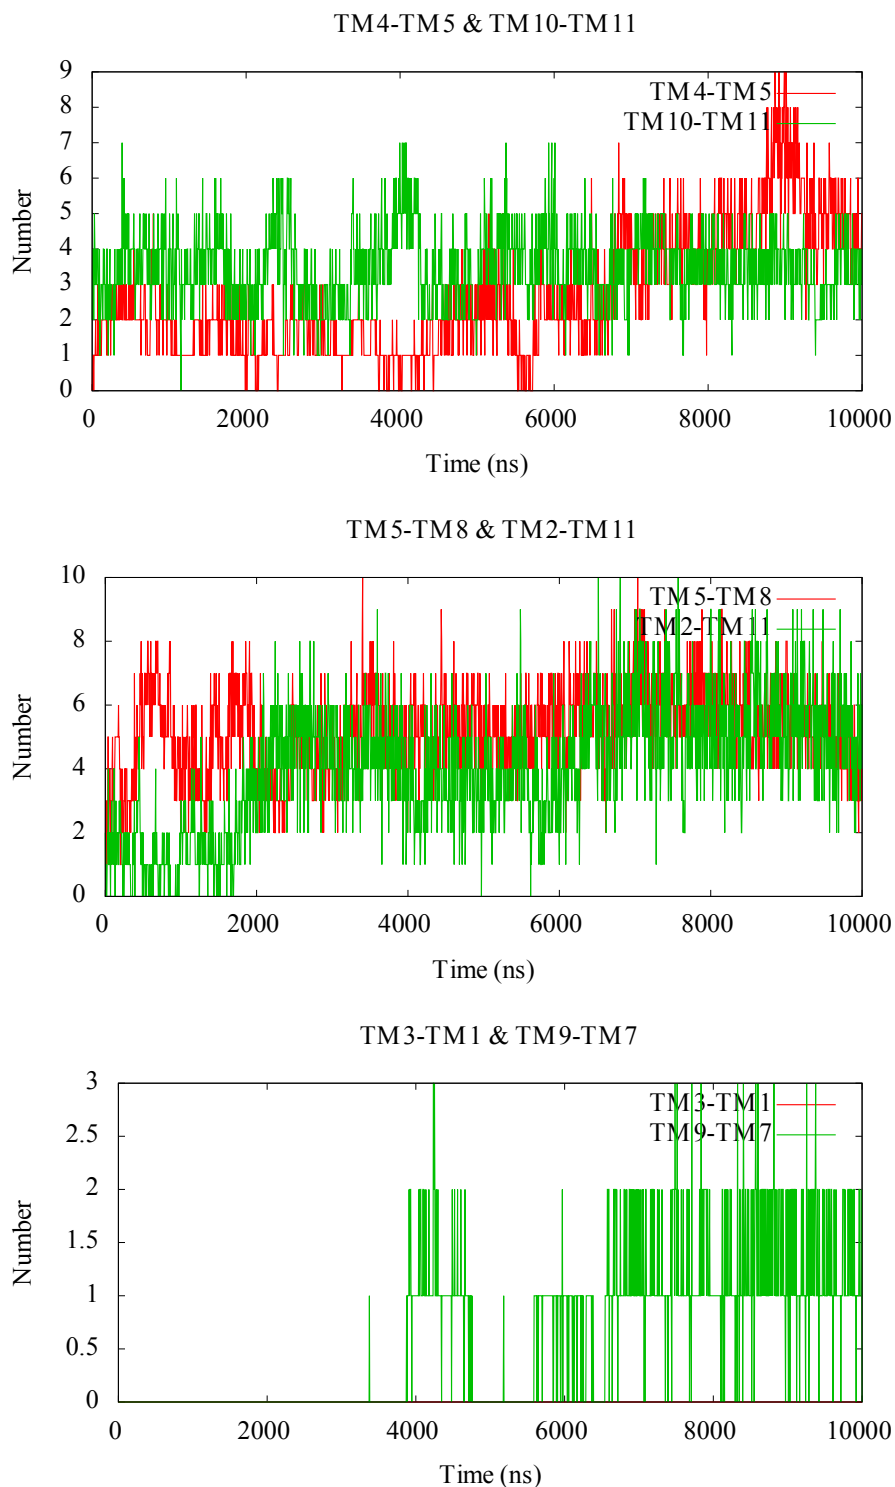 TM4-TM5 & TM10-TM11
9
8
7
6
5
4
3
2
1
0
Number
TM4-TM5
TM10-TM11
0 2000 4000 6000 8000 10000
Time (ns)
TM5-TM8 & TM2-TM11
10
8
6
4
2
0
Number
TM5-TM8
TM2-TM11
0 2000 4000 6000 8000 10000
Time (ns)
TM3-TM1 & TM9-TM7
3
2.5
2
1.5
1
0.5
0
Number
TM3-TM1
TM9-TM7
0 2000 4000 6000 8000 10000
Time (ns)